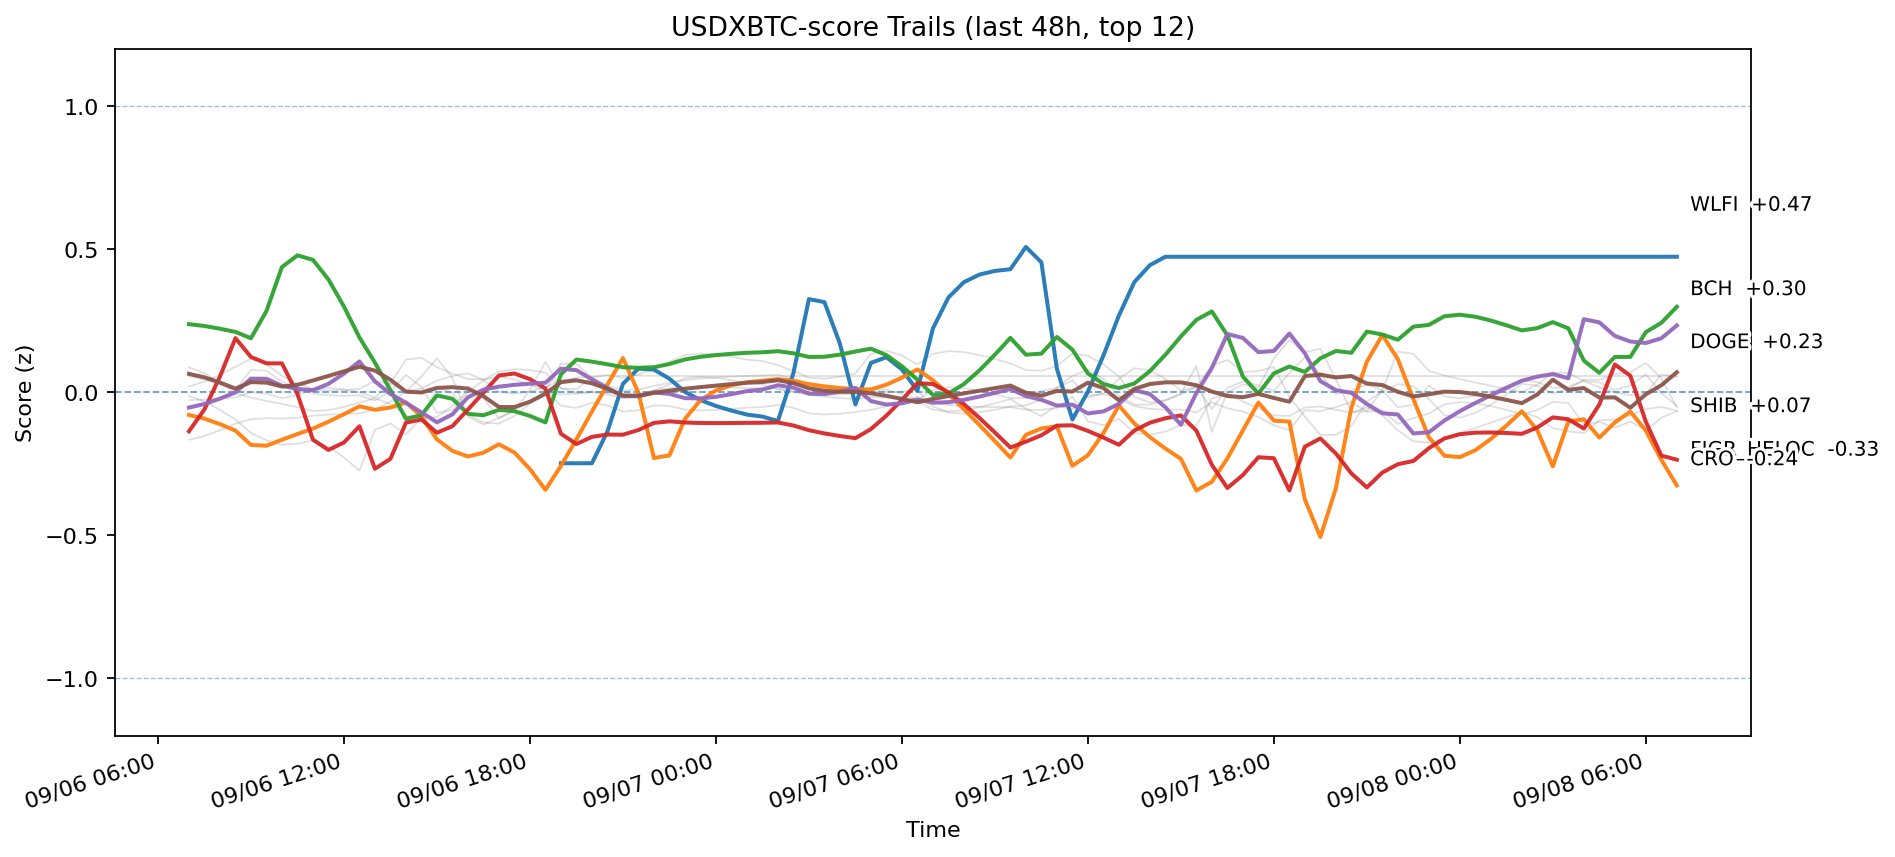 USDXBTC-score Trails (last 48h, top 12)
Score (z)
1.0
0.5
0.0
−0.5
−1.0
WLFI +0.47
BCH +0.30
DOGE +0.23
SHIB +0.07
FIGR_HELOC -0.33
CRO -0.24
09/06 06:00
09/06 12:00
09/06 18:00
09/07 00:00
09/07 06:00
09/07 12:00
09/07 18:00
09/08 00:00
09/08 06:00
Time